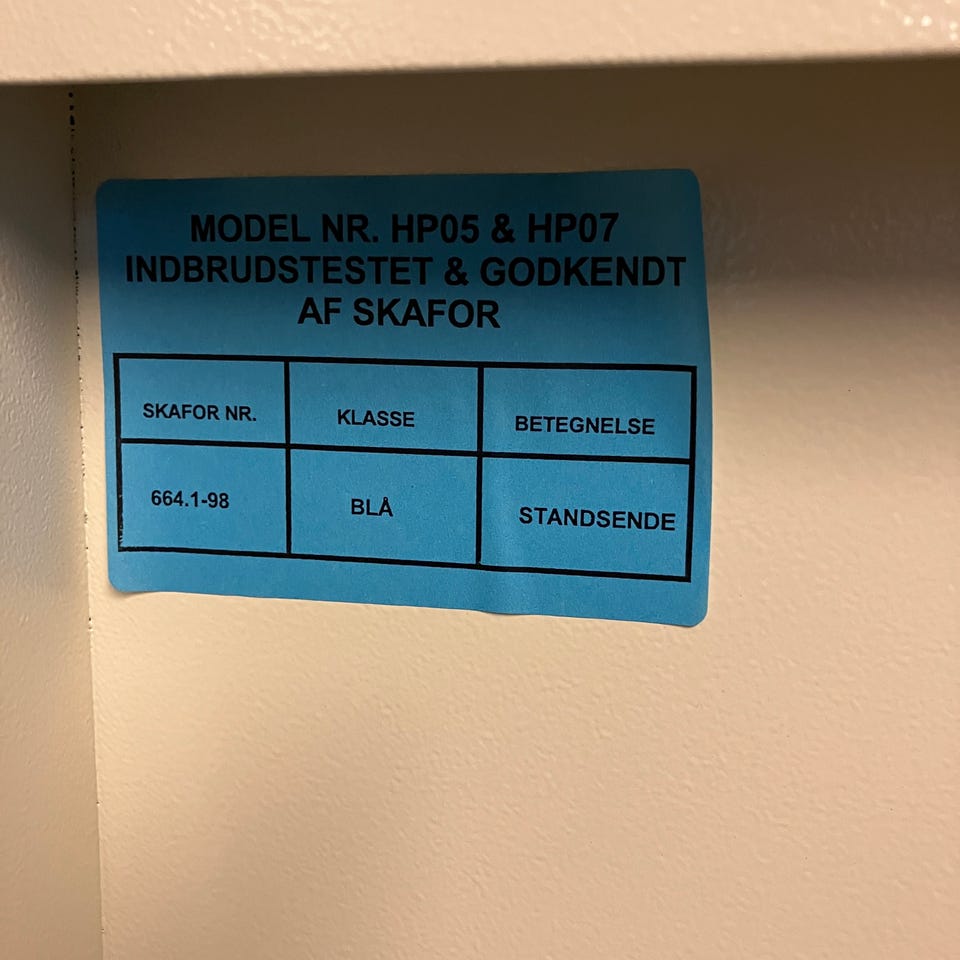 MODEL NR. HP05 & HP07
INDBRUDSTESTET & GODKENDT
AF SKAFOR
SKAFOR NR. KLASSE BETEGNELSE
664.1-98 BLÅ STANDSENDE